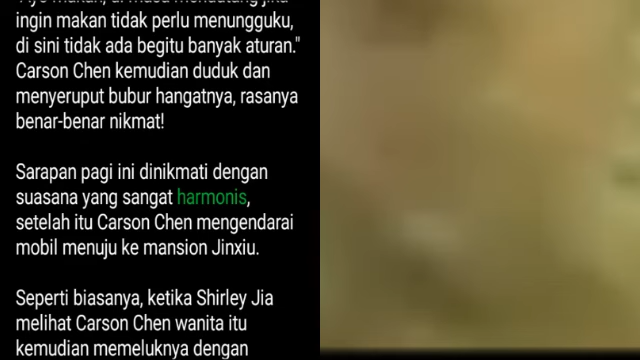 ingin makan tidak perlu menungguku,
di sini tidak ada begitu banyak aturan."
Carson Chen kemudian duduk dan
menyeruput bubur hangatnya, rasanya
benar-benar nikmat!
Sarapan pagi ini dinikmati dengan
suasana yang sangat harmonis,
setelah itu Carson Chen mengendarai
mobil menuju ke mansion Jinxiu.
Seperti biasanya, ketika Shirley Jia
melihat Carson Chen wanita itu
kemudian memeluknya dengan